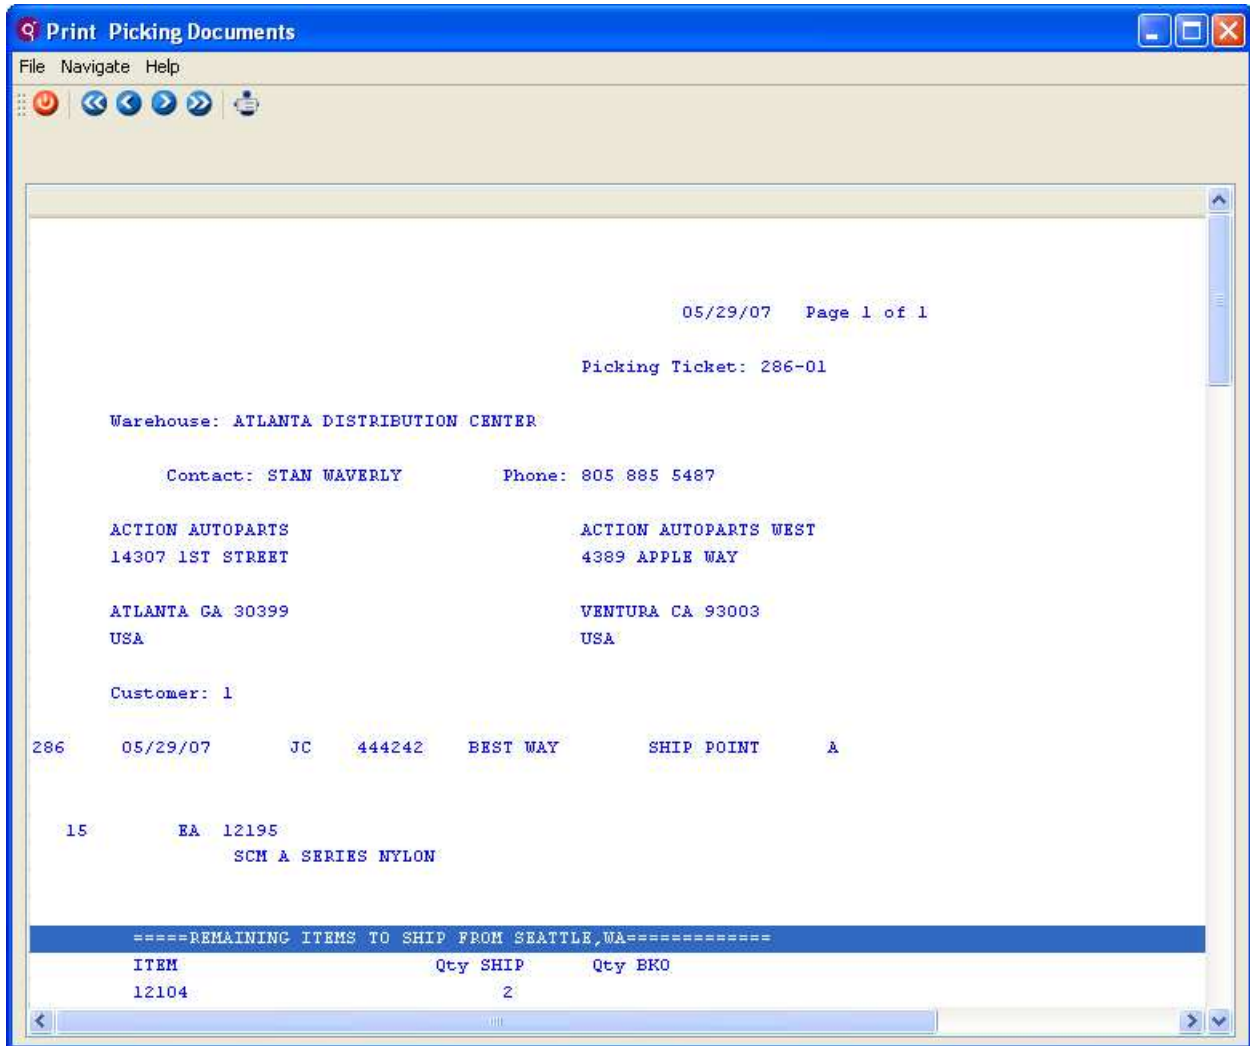 Print Picking Documents
File Navigate Help
05/29/07 Page 1 of 1
Picking Ticket: 286-01
Warehouse: ATLANTA DISTRIBUTION CENTER
Contact: STAN WAVERLY Phone: 805 885 5487
ACTION AUTOPARTS ACTION AUTOPARTS WEST
14307 1ST STREET 4389 APPLE WAY
ATLANTA GA 30399 VENTURA CA 93003
USA USA
Customer: 1
286 05/29/07 JC 444242 BEST WAY SHIP POINT A
15 EA 12195
SCM A SERIES NYLON
=====REMAINING ITEMS TO SHIP FROM SEATTLE,WA=============
ITEM Qty SHIP Qty BKO
12104 2